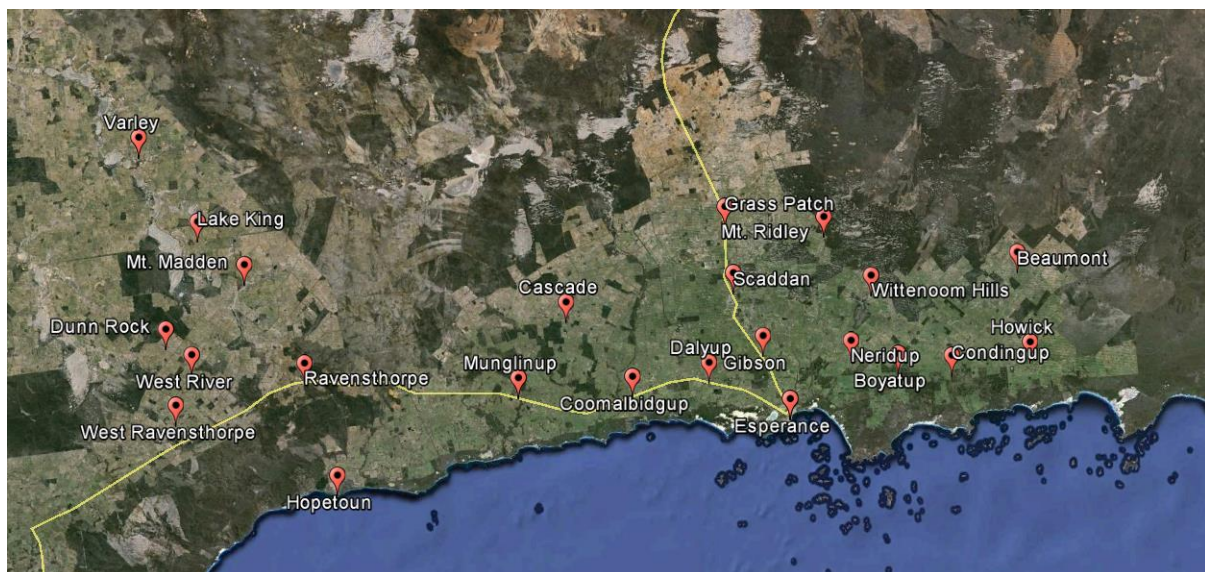 Varley
Grass Patch
Lake King
Mt. Ridley
Mt. Madden
Beaumont
Scaddan
Wittenoom Hills
Cascade
Dunn Rock
Howick
Dalyup
Neridup
Condingup
Munglinup
Gibson
West River
Ravensthorpe
Boyatup
Coomalbidgup
Esperance
West Ravensthorpe
Hopetoun